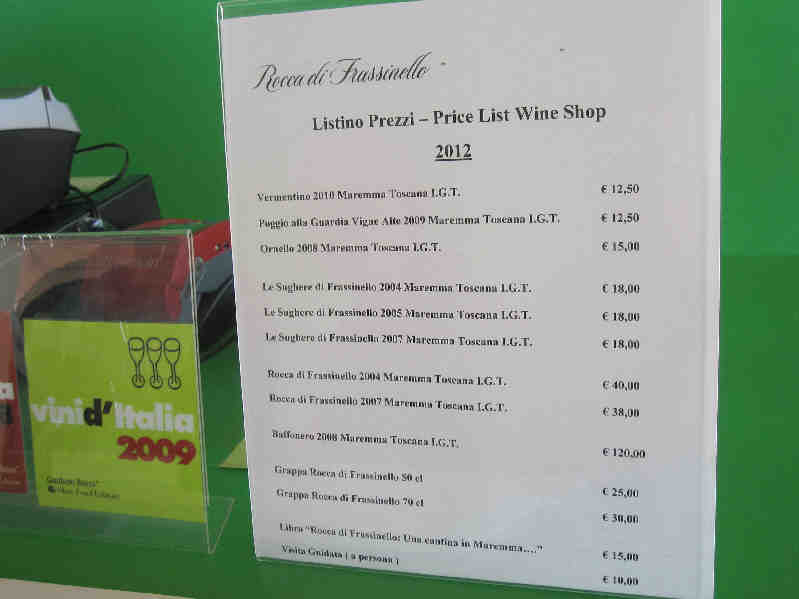 Rocca di Frassinello
Listino Prezzi – Price List Wine Shop
2012
Vermentino 2010 Maremma Toscana I.G.T. € 12,50
Poggio alla Guardia Vigne Alte 2009 Maremma Toscana I.G.T. € 12,50
Ornello 2008 Maremma Toscana I.G.T. € 15,00
Le Sughere di Frassinello 2004 Maremma Toscana I.G.T. € 18,00
Le Sughere di Frassinello 2005 Maremma Toscana I.G.T. € 18,00
Le Sughere di Frassinello 2007 Maremma Toscana I.G.T. € 18,00
Rocca di Frassinello 2004 Maremma Toscana I.G.T. € 40,00
Rocca di Frassinello 2007 Maremma Toscana I.G.T. € 38,00
Baffonero 2008 Maremma Toscana I.G.T. € 120,00
Grappa Rocca di Frassinello 50 cl € 25,00
Grappa Rocca di Frassinello 70 cl € 30,00
Libro "Rocca di Frassinello: Una cantina in Maremma…." € 15,00
Visita Guidata ( a persona ) € 10,00
vini d'Italia
2009
Gambero Rosso
Slow Food Editore